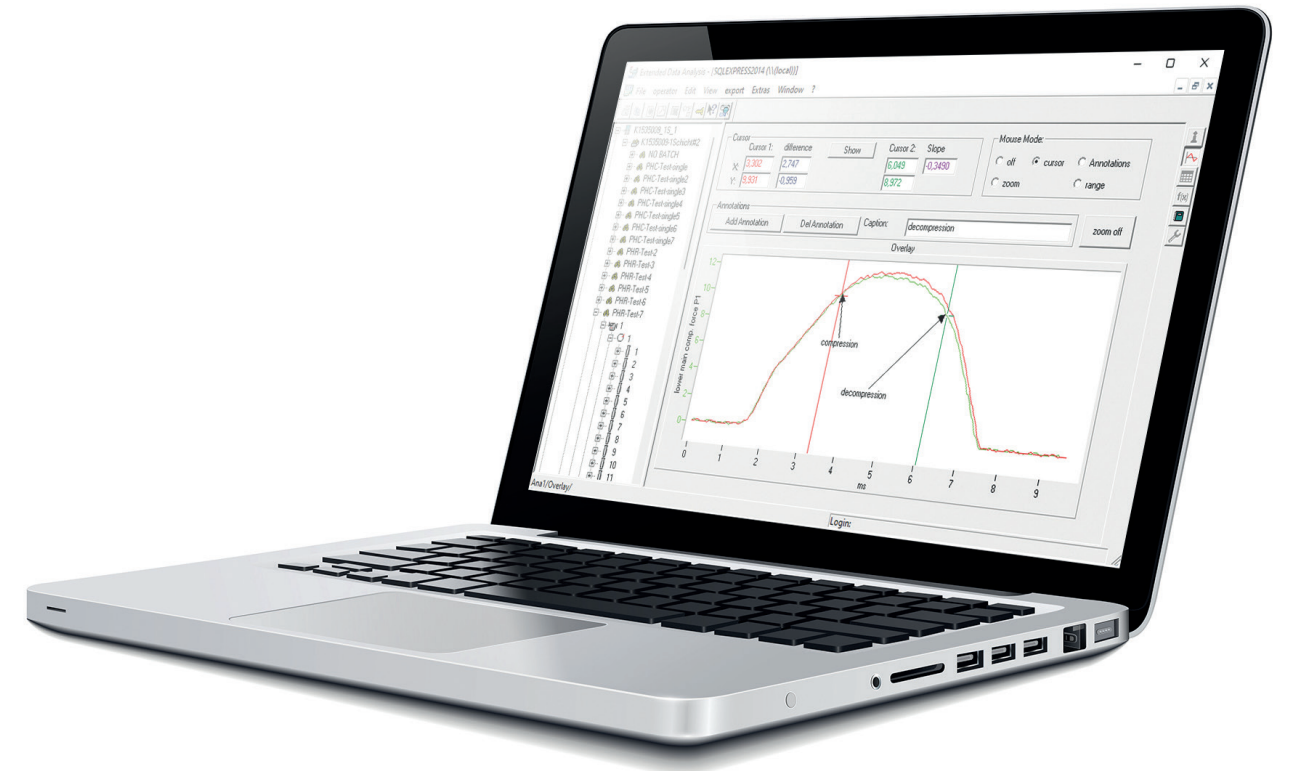 Extended Data Analysis - [SQLEXPRESS2014 (\\(local))]
File operator Edit View export Extras Window ?
K1535008_1S_1
K1535008-1Schicht#2
NO BATCH
PHC-Test-single
PHC-Test-single2
PHC-Test-single3
PHC-Test-single4
PHC-Test-single5
PHC-Test-single6
PHC-Test-single7
PHR-Test-2
PHR-Test-3
PHR-Test-4
PHR-Test-5
PHR-Test-6
PHR-Test-7
1
1
1
2
3
4
5
6
7
8
9
10
11
Ana1/Overlay/
Cursor
Cursor 1: difference Show Cursor 2: Slope
X: 3,302 2,747 6,049 -0,3490
Y: 9,931 -0,959 8,972
Mouse Mode:
off cursor Annotations
zoom range
f(x)
Annotations
Add Annotation Del Annotation Caption: decompression zoom off
Overlay
lower main comp. force P1
12
10
8
6
4
2
0
compression
decompression
0 1 2 3 4 5 6 7 8 9
ms
Login: